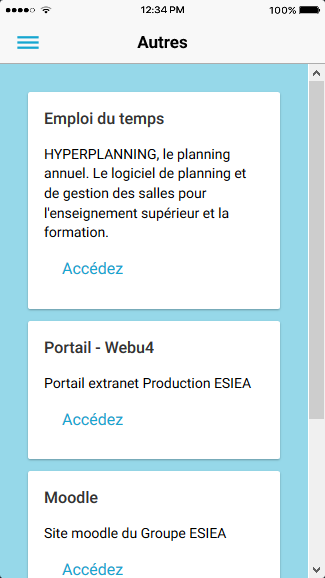 12:34 PM
100%
Autres
Emploi du temps
HYPERPLANNING, le planning
annuel. Le logiciel de planning et
de gestion des salles pour
l'enseignement supérieur et la
formation.
Accédez
Portail - Webu4
Portail extranet Production ESIEA
Accédez
Moodle
Site moodle du Groupe ESIEA
Accédez